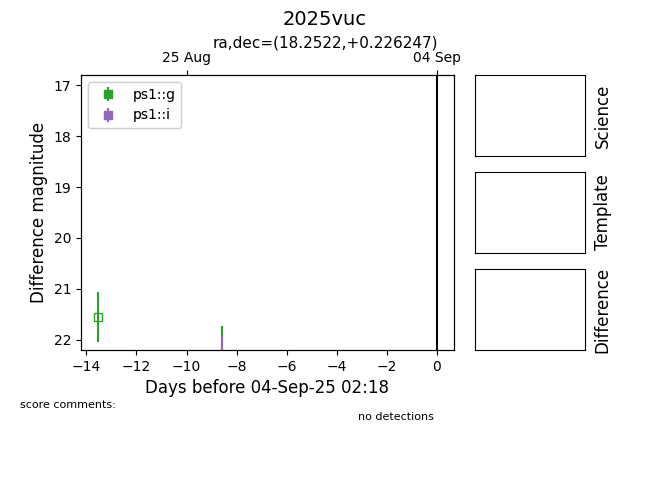 2025vuc
ra,dec=(18.2522,+0.226247)
25 Aug
04 Sep
17
18
19
20
21
22
Difference magnitude
ps1::g
ps1::i
−14
−12
−10
−8
−6
−4
−2
0
Days before 04-Sep-25 02:18
Science
Template
Difference
score comments:
no detections